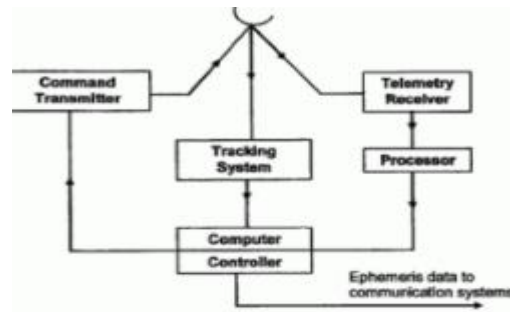 Command
Transmitter
Telemetry
Receiver
Tracking
System
Processor
Computer
Controller
Ephemeris data to
communication systems